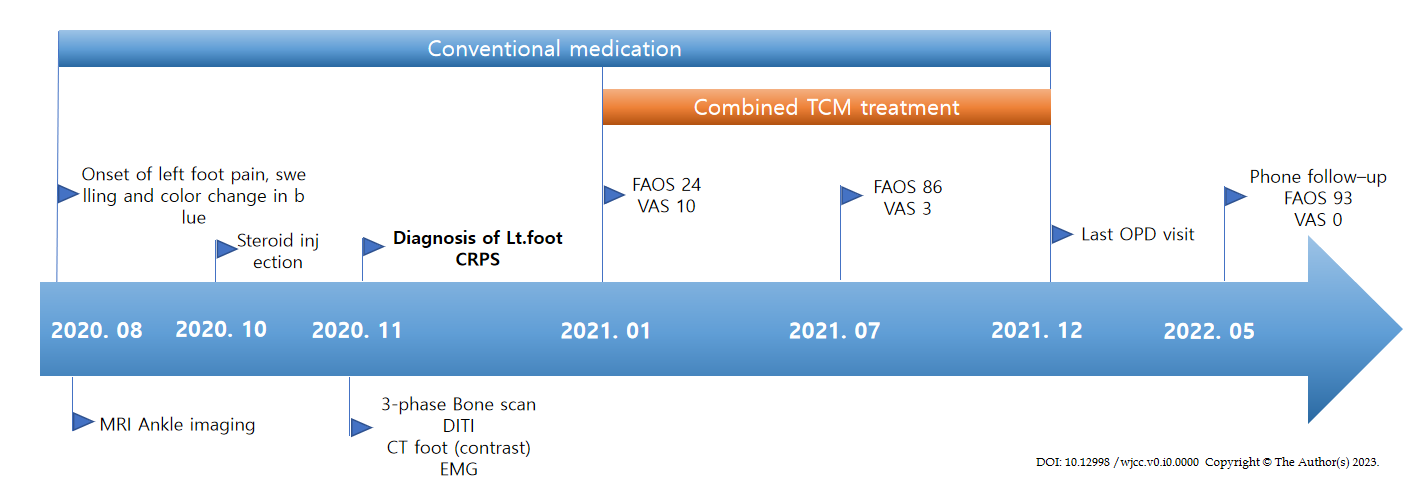 Conventional medication
Combined TCM treatment
Onset of left foot pain, swe
lling and color change in b
lue
Steroid inj
ection
Diagnosis of Lt.foot
CRPS
FAOS 24
VAS 10
FAOS 86
VAS 3
Last OPD visit
Phone follow–up
FAOS 93
VAS 0
2020. 08
2020. 10
2020. 11
2021. 01
2021. 07
2021. 12
2022. 05
MRI Ankle imaging
3-phase Bone scan
DITI
CT foot (contrast)
EMG
DOI: 10.12998 /wjcc.v0.i0.0000 Copyright © The Author(s) 2023.